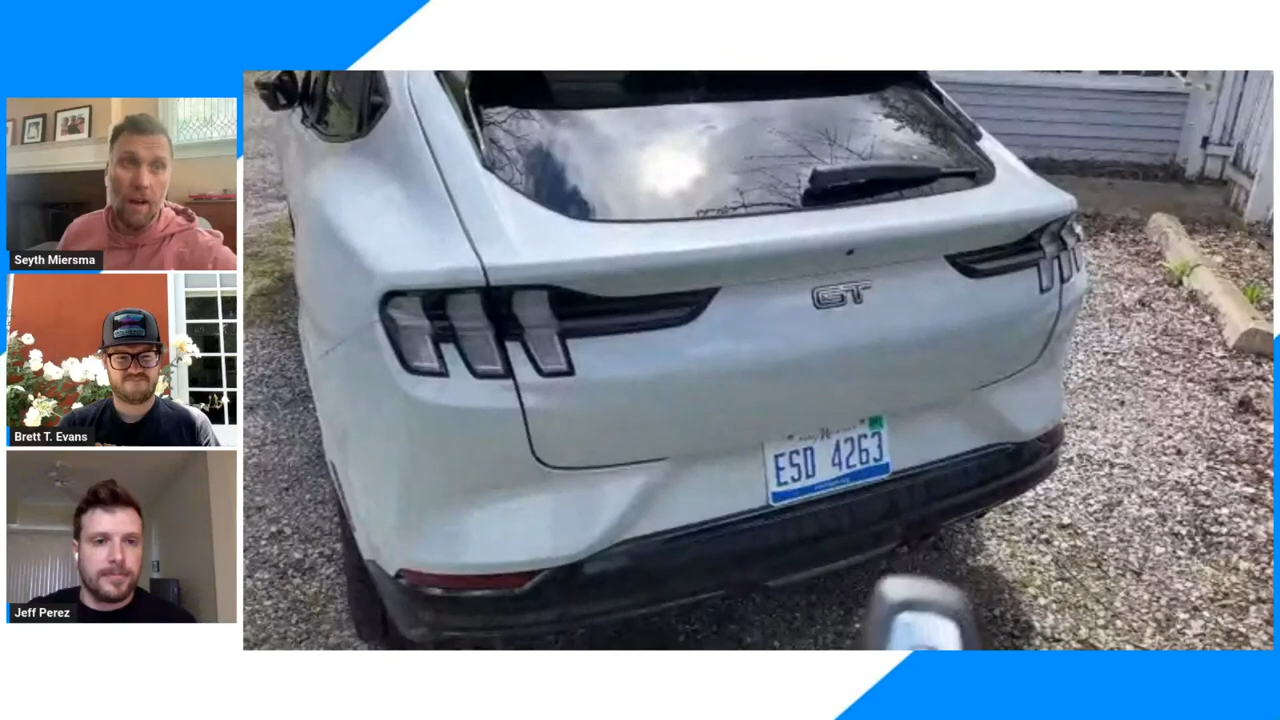 Seyth Miersma
Brett T. Evans
Jeff Perez
GT
ESD 4263